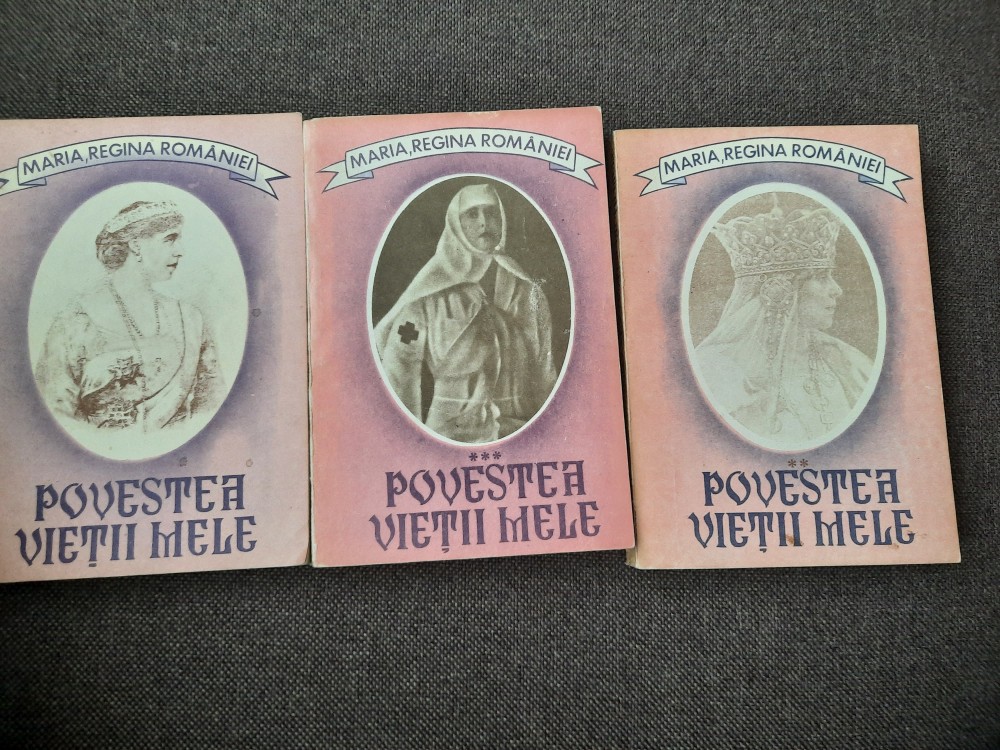 MARIA, REGINA ROMÂNIEI
POVESTEA
VIEȚII MELE
MARIA, REGINA ROMÂNIEI
***
POVESTEA
VIEȚII MELE
MARIA, REGINA ROMÂNIEI
**
POVESTEA
VIEȚII MELE